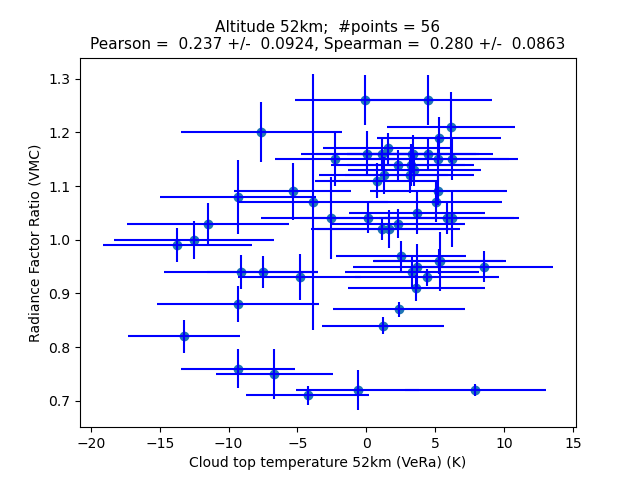 Altitude 52km;  #points = 56
Pearson =  0.237 +/-  0.0924, Spearman =  0.280 +/-  0.0863
Radiance Factor Ratio (VMC)
1.3
1.2
1.1
1.0
0.9
0.8
0.7
−20 −15 −10 −5 0 5 10 15
Cloud top temperature 52km (VeRa) (K)